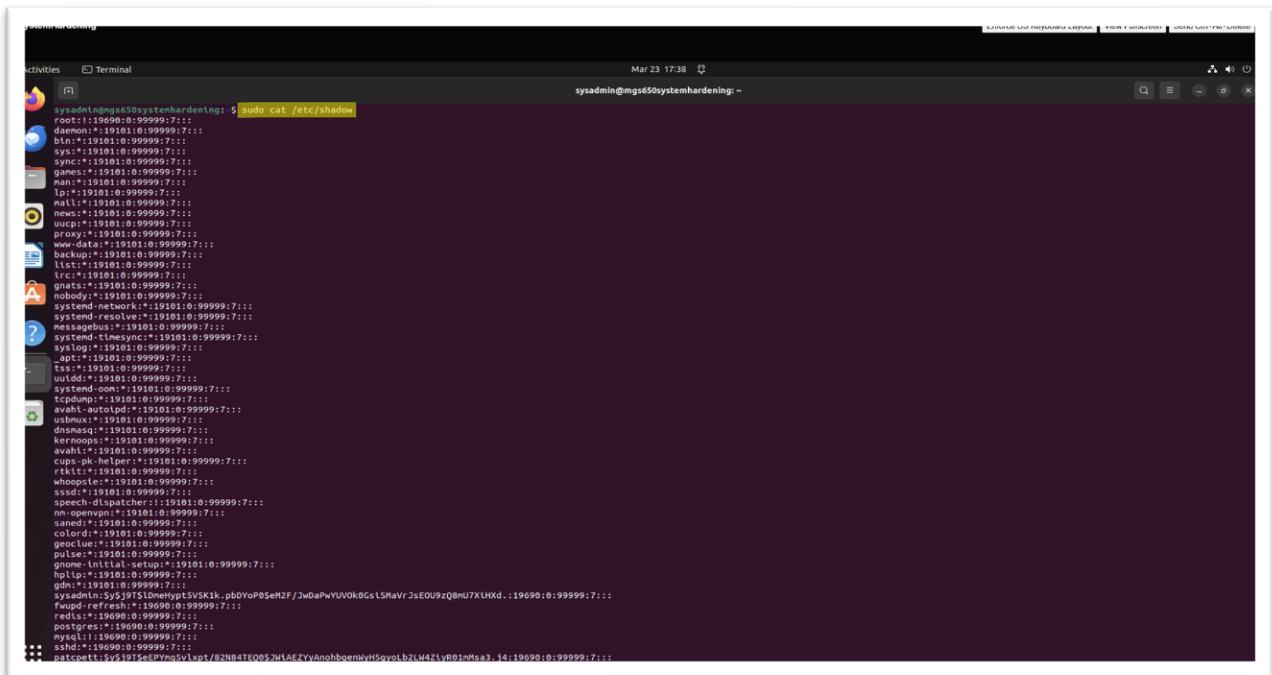 Activities Terminal Mar 23 17:38
sysadmin@mgs650systemhardening: ~
sysadmin@mgs650systemhardening:~$ sudo cat /etc/shadow
root:!:19690:0:99999:7:::
daemon:*:19101:0:99999:7:::
bin:*:19101:0:99999:7:::
sys:*:19101:0:99999:7:::
sync:*:19101:0:99999:7:::
games:*:19101:0:99999:7:::
man:*:19101:0:99999:7:::
lp:*:19101:0:99999:7:::
mail:*:19101:0:99999:7:::
news:*:19101:0:99999:7:::
uucp:*:19101:0:99999:7:::
proxy:*:19101:0:99999:7:::
www-data:*:19101:0:99999:7:::
backup:*:19101:0:99999:7:::
list:*:19101:0:99999:7:::
irc:*:19101:0:99999:7:::
gnats:*:19101:0:99999:7:::
nobody:*:19101:0:99999:7:::
systemd-network:*:19101:0:99999:7:::
systemd-resolve:*:19101:0:99999:7:::
messagebus:*:19101:0:99999:7:::
systemd-timesync:*:19101:0:99999:7:::
syslog:*:19101:0:99999:7:::
_apt:*:19101:0:99999:7:::
tss:*:19101:0:99999:7:::
uuidd:*:19101:0:99999:7:::
systemd-oom:*:19101:0:99999:7:::
tcpdump:*:19101:0:99999:7:::
avahi-autoipd:*:19101:0:99999:7:::
usbmux:*:19101:0:99999:7:::
dnsmasq:*:19101:0:99999:7:::
kernoops:*:19101:0:99999:7:::
avahi:*:19101:0:99999:7:::
cups-pk-helper:*:19101:0:99999:7:::
rtkit:*:19101:0:99999:7:::
whoopsie:*:19101:0:99999:7:::
sssd:*:19101:0:99999:7:::
speech-dispatcher:!:19101:0:99999:7:::
nm-openvpn:*:19101:0:99999:7:::
saned:*:19101:0:99999:7:::
colord:*:19101:0:99999:7:::
geoclue:*:19101:0:99999:7:::
pulse:*:19101:0:99999:7:::
gnome-initial-setup:*:19101:0:99999:7:::
hplip:*:19101:0:99999:7:::
gdm:*:19101:0:99999:7:::
sysadmin:$y$j9T$lDmeHyptSVSK1k.pbDYoP0$eM2F/JwDaPwYUVOk0GsiSMaVrJsEOU9zQ8mU7XiHXd.:19690:0:99999:7:::
fwupd-refresh:*:19690:0:99999:7:::
redis:*:19690:0:99999:7:::
postgres:*:19690:0:99999:7:::
mysql:!:19690:0:99999:7:::
sshd:*:19690:0:99999:7:::
patcpett:$y$j9T$eEPYmqSvlxpt/82N84TEQ0$JWiAEZYyAnohbgenWyH5gyoLb2LW4ZiyR01mMsa3.j4:19690:0:99999:7:::